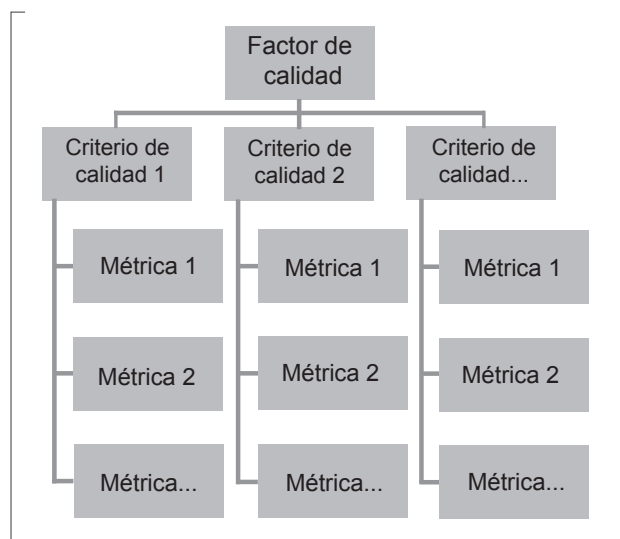 Factor de
calidad
Criterio de
calidad 1
Criterio de
calidad 2
Criterio de
calidad...
Métrica 1
Métrica 1
Métrica 1
Métrica 2
Métrica 2
Métrica 2
Métrica...
Métrica...
Métrica...